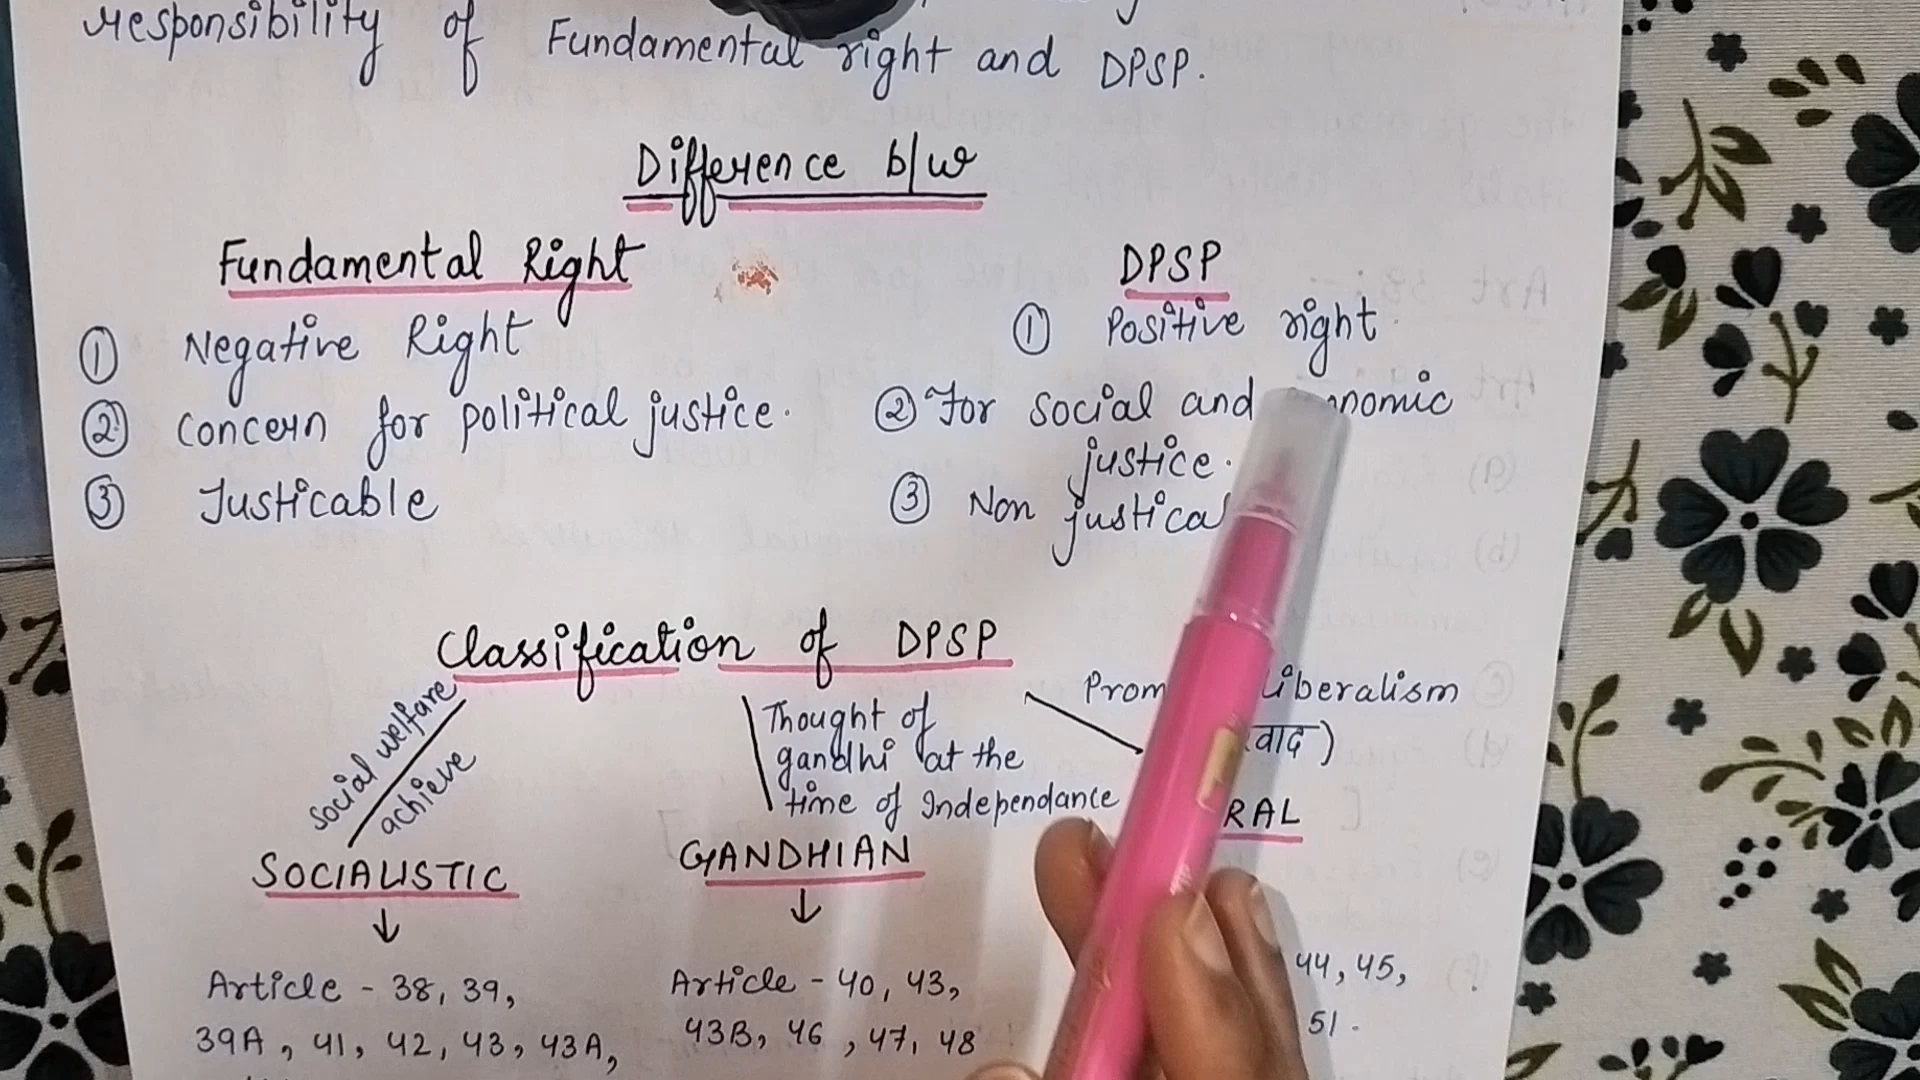 responsibility of Fundamental right and DPSP.
Difference b/w
Fundamental Right
DPSP
① Negative Right
① Positive right
② Concern for political justice.
② For social and
justice.
③ Justicable
③ Non
Classification of DPSP
Social welfare
achieve
Thought of
gandhi at the
time of Independance
liberalism
SOCIALISTIC
GANDHIAN
Article - 38, 39,
39A, 41, 42, 43, 43A,
Article - 40, 43,
43B, 46, 47, 48
44, 45,
51.